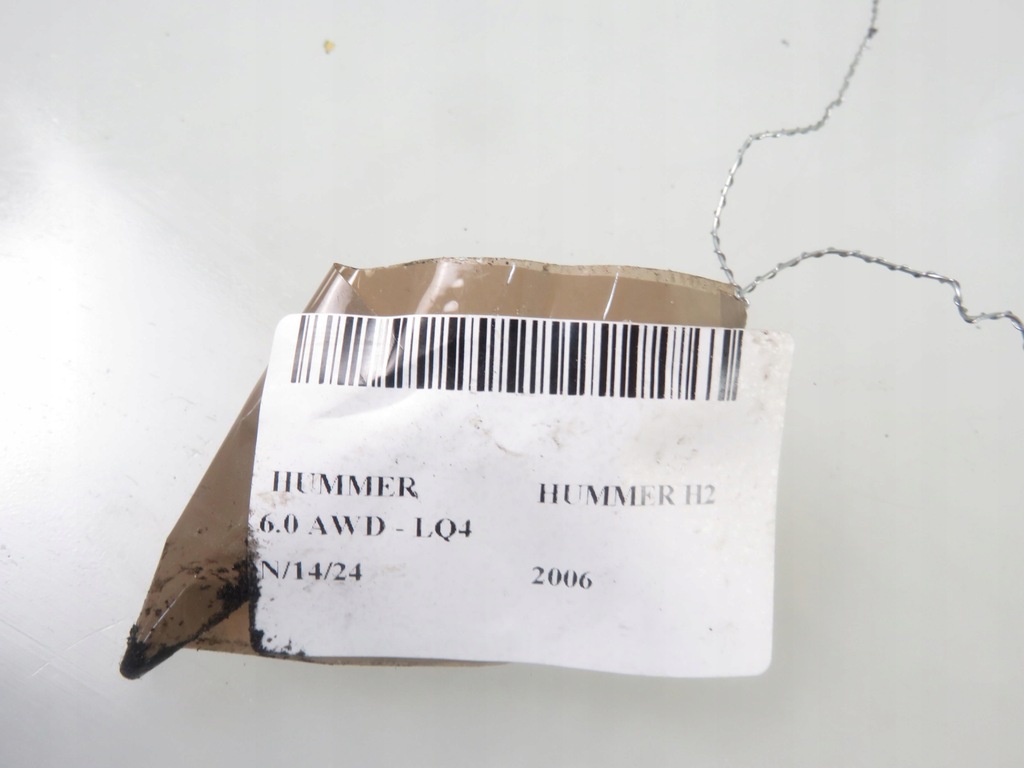 HUMMER HUMMER H2
6.0 AWD - LQ4
N/14/24 2006